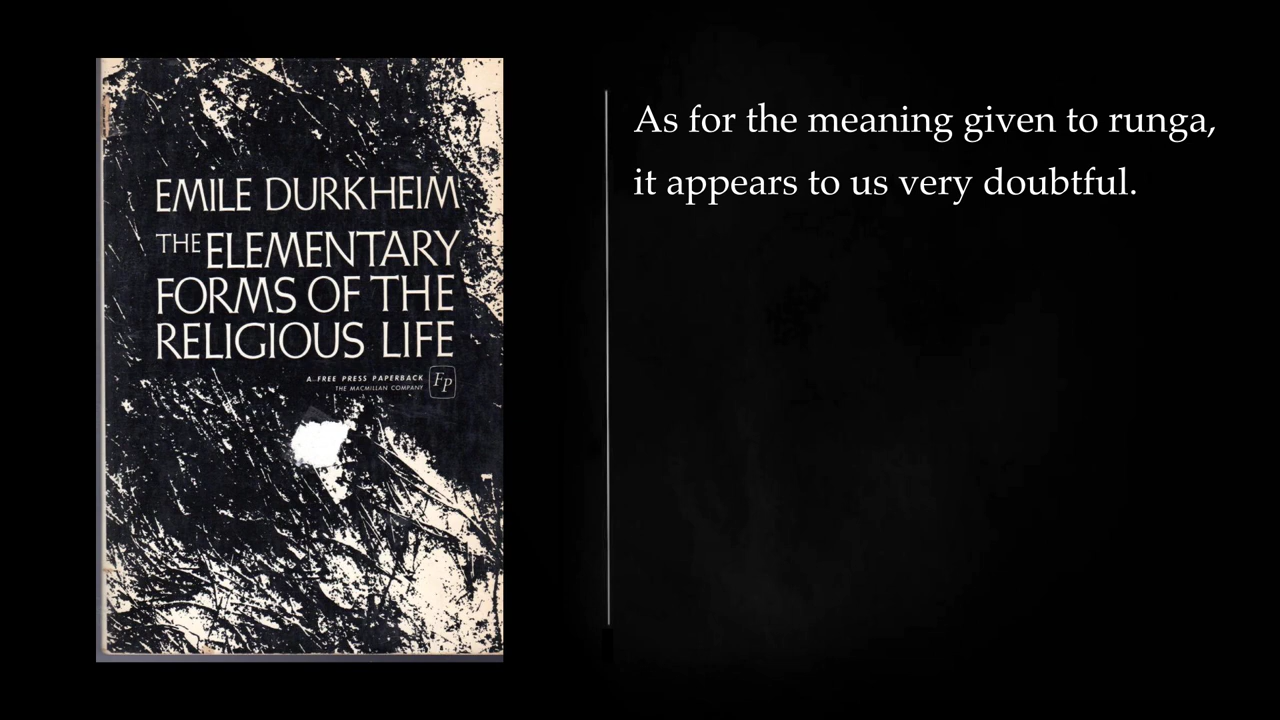 EMILE DURKHEIM
THE ELEMENTARY
FORMS OF THE
RELIGIOUS LIFE
A FREE PRESS PAPERBACK
THE MACMILLAN COMPANY
FP
As for the meaning given to runga,
it appears to us very doubtful.